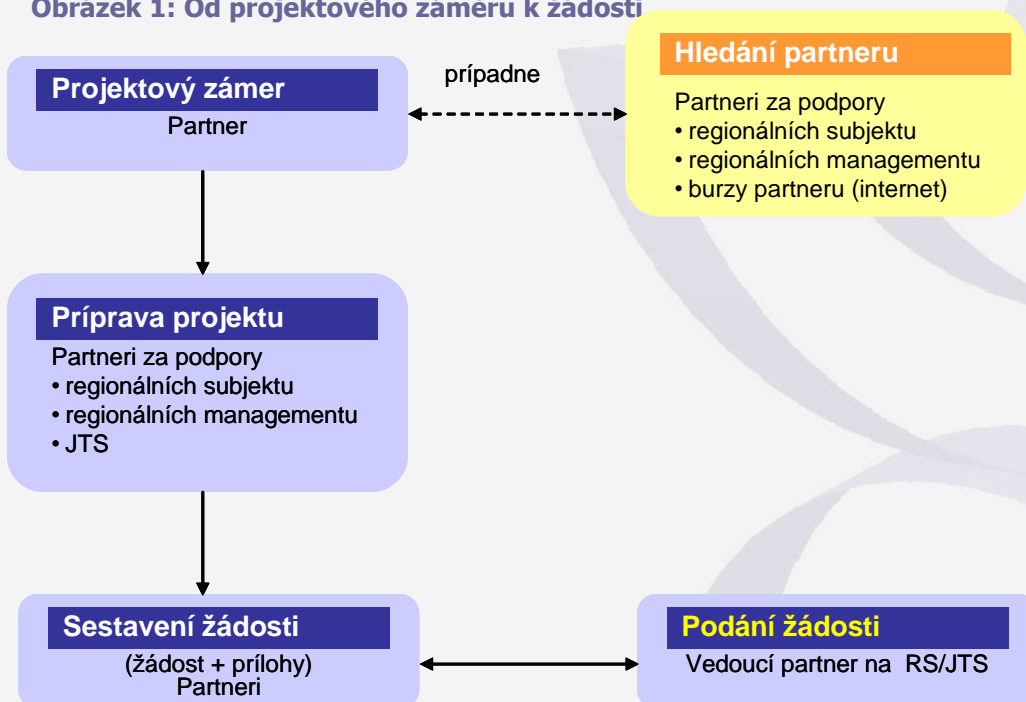 Obrázek 1: Od projektového záměru k žádosti
Projektový zámer
Partner
prípadne
Hledání partneru
Partneri za podpory
• regionálních subjektu
• regionálních managementu
• burzy partneru (internet)
Príprava projektu
Partneri za podpory
• regionálních subjektu
• regionálních managementu
• JTS
Sestavení žádosti
(žádost + prílohy)
Partneri
Podání žádosti
Vedoucí partner na RS/JTS